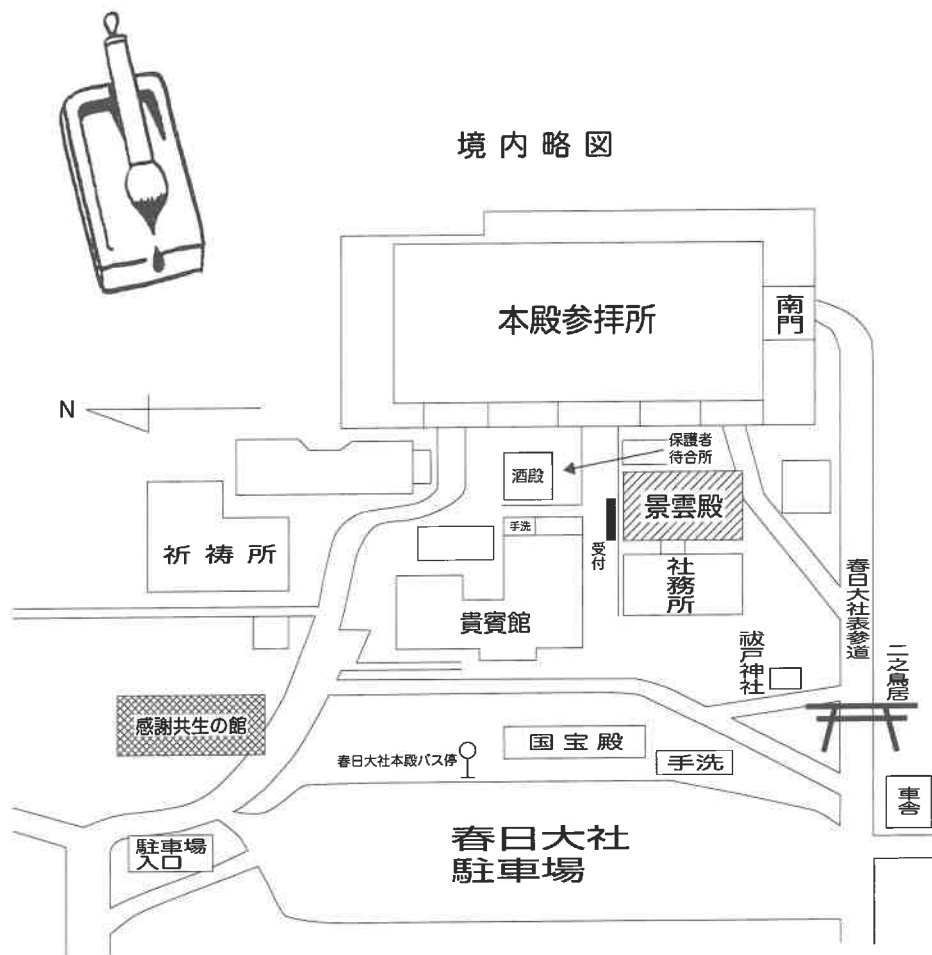 境内略図
本殿参拝所
南門
N
保護者
待合所
酒殿
景雲殿
手洗
受付
祈祷所
社務所
貴賓館
春日大社表参道
祓戸神社
二之鳥居
感謝共生の館
国宝殿
春日大社本殿バス停
手洗
車舎
駐車場
入口
春日大社
駐車場